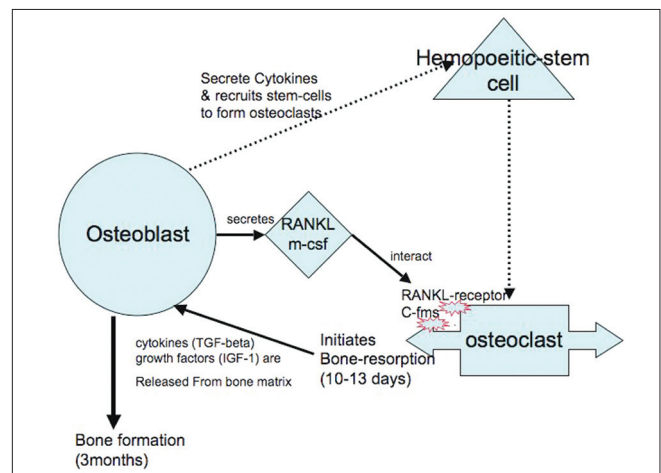 Hemopoeitic-stem
cell
Secrete Cytokines
& recruits stem-cells
to form osteoclasts
Osteoblast
secretes
RANKL
m-csf
interact
RANKL-receptor
C-fms
osteoclast
cytokines (TGF-beta)
growth factors (IGF-1) are
Released From bone matrix
Initiates
Bone-resorption
(10-13 days)
Bone formation
(3months)